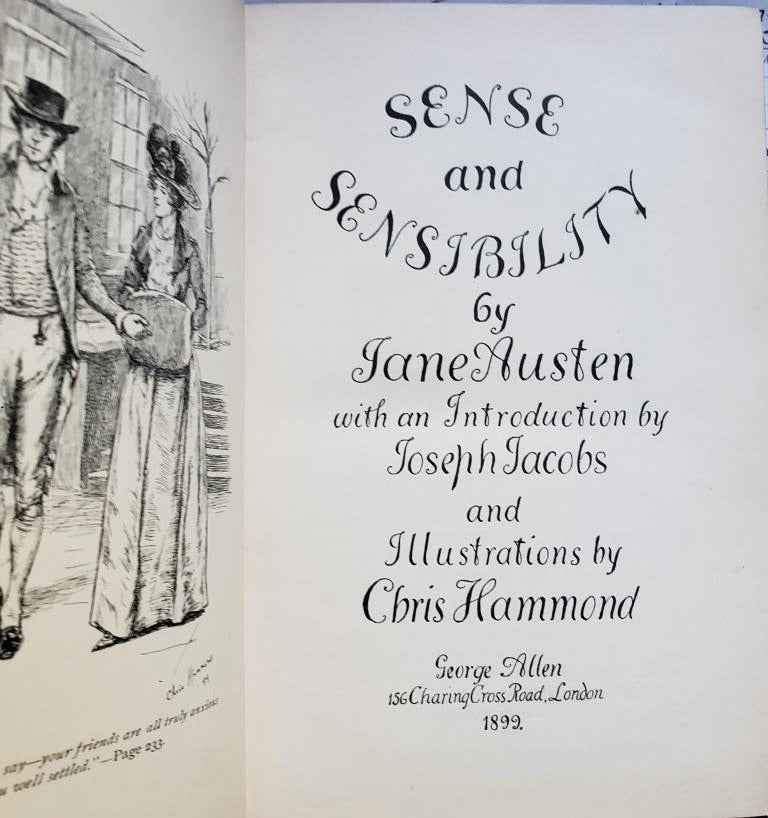 say—your friends are all truly anxious
u well settled."—Page 233.
SENSE
and
SENSIBILITY
by
Jane Austen
with an Introduction by
Joseph Jacobs
and
Illustrations by
Chris Hammond
George Allen
156 Charing Cross Road, London
1899.